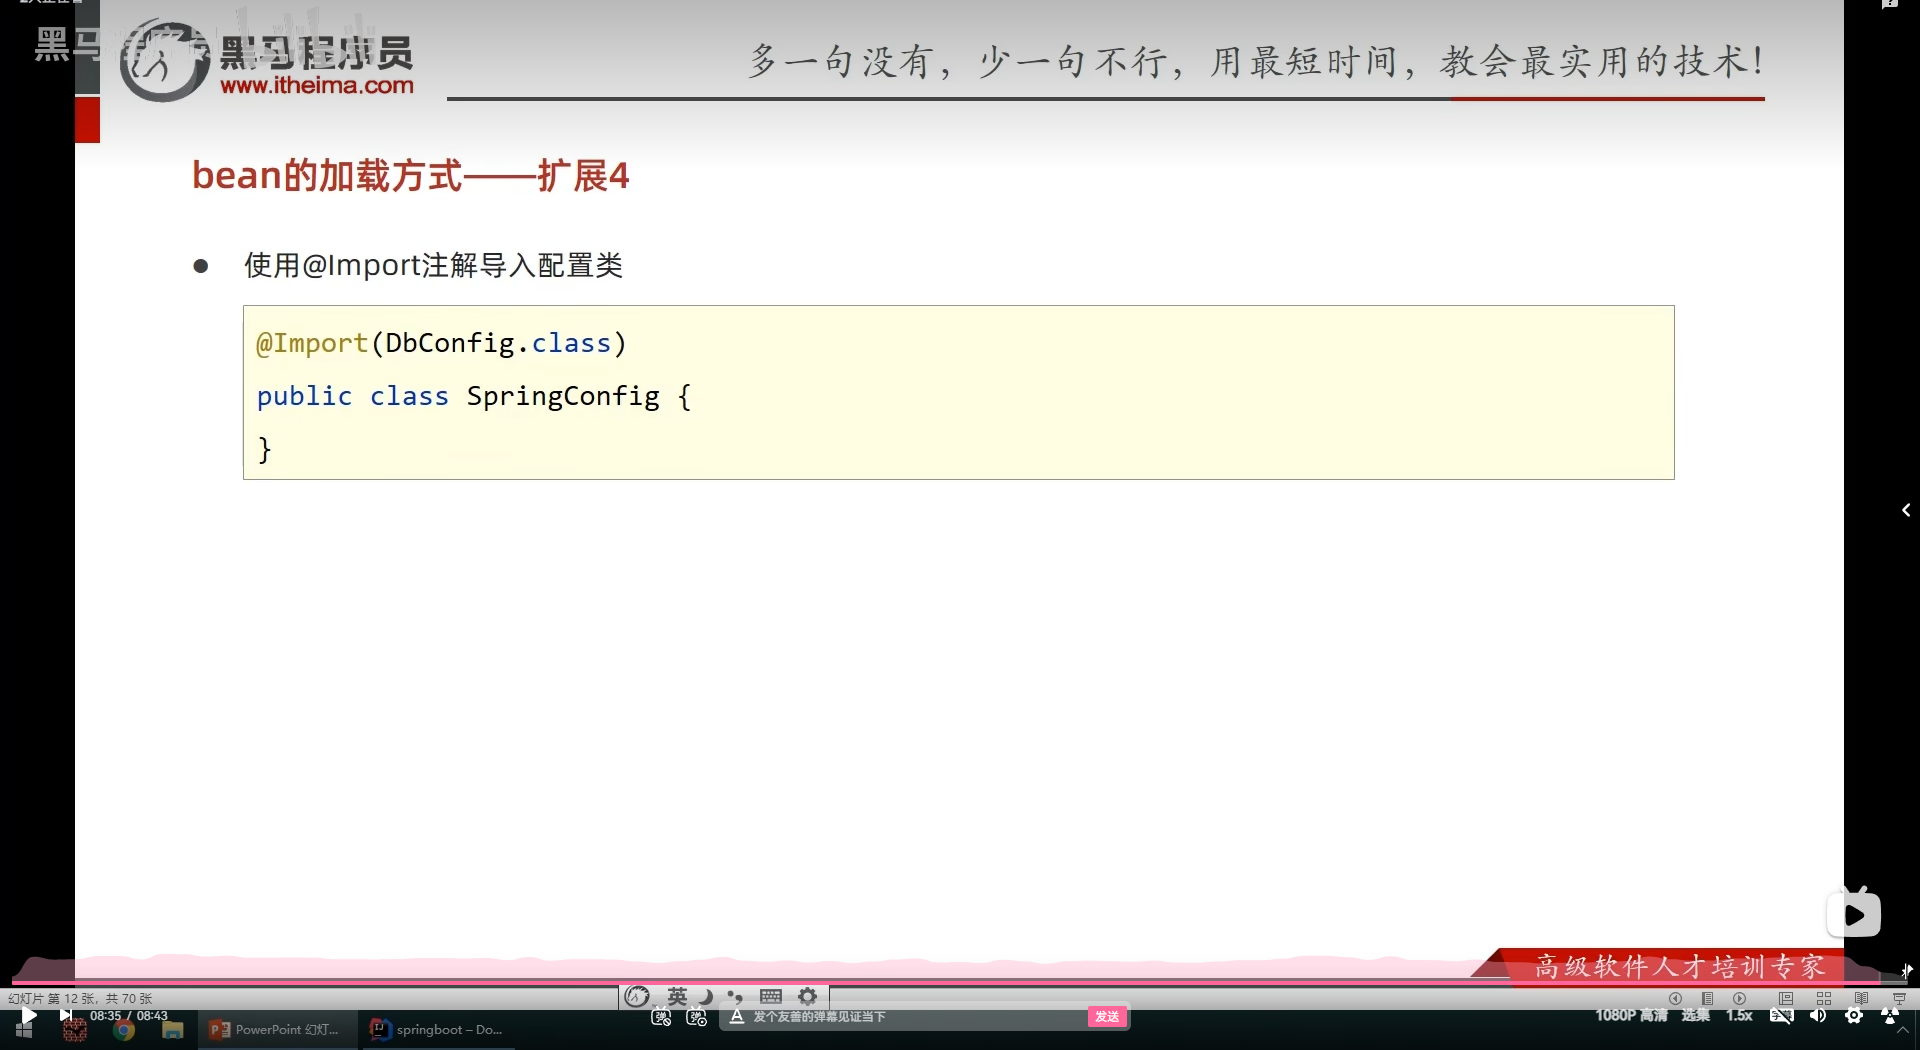 黑马程序员
www.itheima.com
多一句没有，少一句不行，用最短时间，教会最实用的技术！
bean的加载方式——扩展4
● 使用@Import注解导入配置类
@Import(DbConfig.class)
public class SpringConfig {
}
高级软件人才培训专家
幻灯片 第 12 张，共 70 张
英
08:35 / 08:43
发个友善的弹幕见证当下
发送
1080P 高清
选集
1.5x
PowerPoint 幻灯...
springboot – Do...